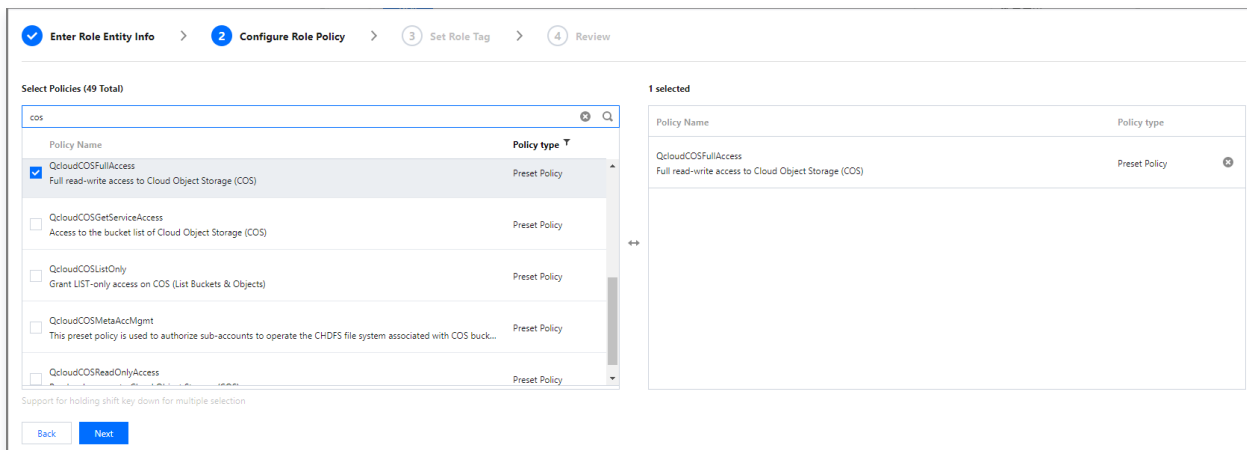 Enter Role Entity Info > 2 Configure Role Policy > 3 Set Role Tag > 4 Review
Select Policies (49 Total)
1 selected
cos
Policy Name Policy type
QcloudCOSFullAccess
Full read-write access to Cloud Object Storage (COS)
Preset Policy
QcloudCOSGetServiceAccess
Access to the bucket list of Cloud Object Storage (COS)
Preset Policy
QcloudCOSListOnly
Grant LIST-only access on COS (List Buckets & Objects)
Preset Policy
QcloudCOSMetaAccMgmt
This preset policy is used to authorize sub-accounts to operate the CHDFS file system associated with COS buck...
Preset Policy
QcloudCOSReadOnlyAccess
Preset Policy
Policy Name Policy type
QcloudCOSFullAccess
Full read-write access to Cloud Object Storage (COS)
Preset Policy
Support for holding shift key down for multiple selection
Back Next